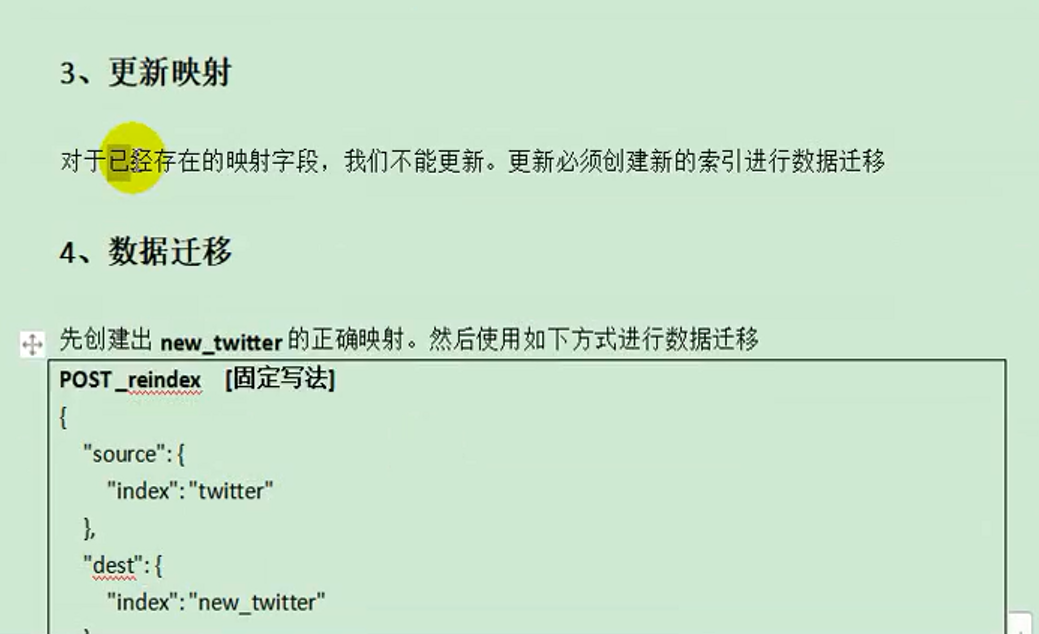 3、更新映射
对于已经存在的映射字段，我们不能更新。更新必须创建新的索引进行数据迁移
4、数据迁移
先创建出 new_twitter 的正确映射。然后使用如下方式进行数据迁移
POST _reindex [固定写法]
{
"source": {
"index": "twitter"
},
"dest": {
"index": "new_twitter"
}